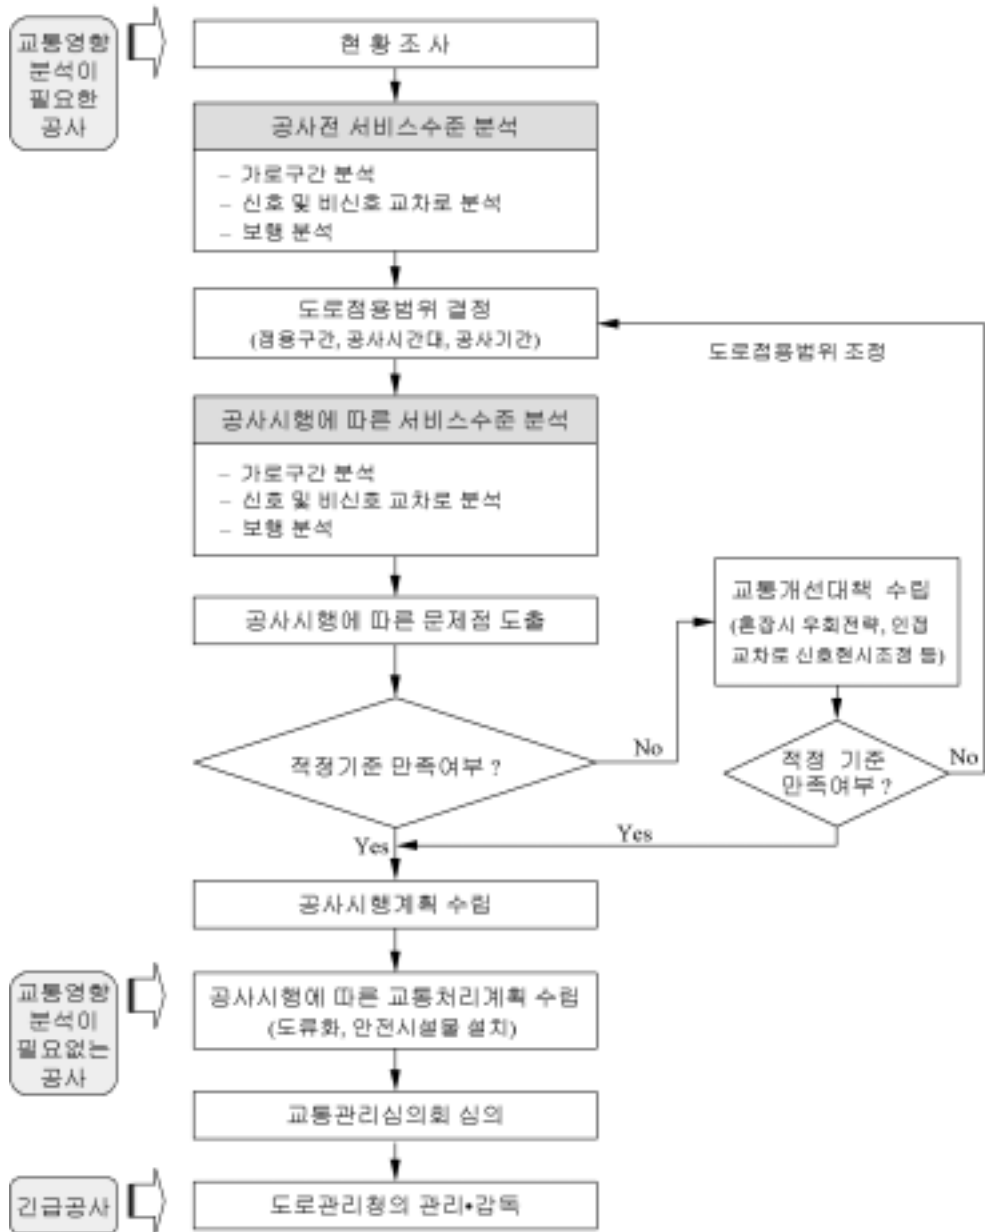 교통영향
분석이
필요한
공사
현 황 조 사
공사전 서비스수준 분석
– 가로구간 분석
– 신호 및 비신호 교차로 분석
– 보행 분석
도로점용범위 결정
(점용구간, 공사시간대, 공사기간)
도로점용범위 조정
공사시행에 따른 서비스수준 분석
– 가로구간 분석
– 신호 및 비신호 교차로 분석
– 보행 분석
공사시행에 따른 문제점 도출
교통개선대책 수립
(혼잡시 우회전략, 인접
교차로 신호현시조정 등)
적정기준 만족여부 ?
No
적정 기준
만족여부 ?
No
Yes
Yes
공사시행계획 수립
교통영향
분석이
필요없는
공사
공사시행에 따른 교통처리계획 수립
(도류화, 안전시설물 설치)
교통관리심의회 심의
긴급공사
도로관리청의 관리•감독